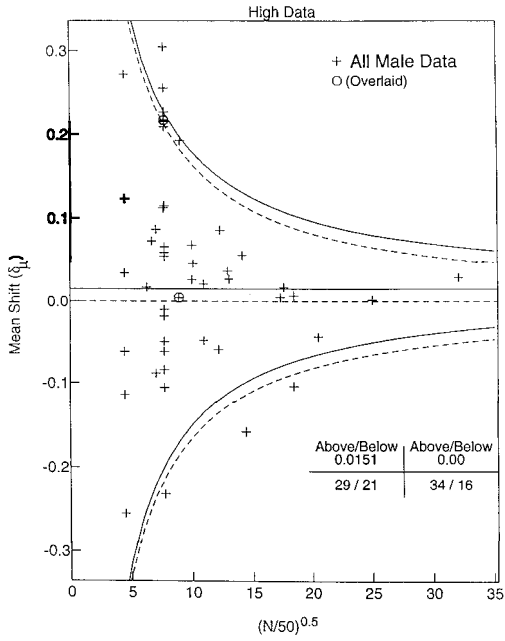 High Data
+ All Male Data
O (Overlaid)
Mean Shift (δμ)
0.3
0.2
0.1
0.0
-0.1
-0.2
-0.3
Above/Below Above/Below
0.0151 0.00
29 / 21 34 / 16
0 5 10 15 20 25 30 35
(N/50)^0.5